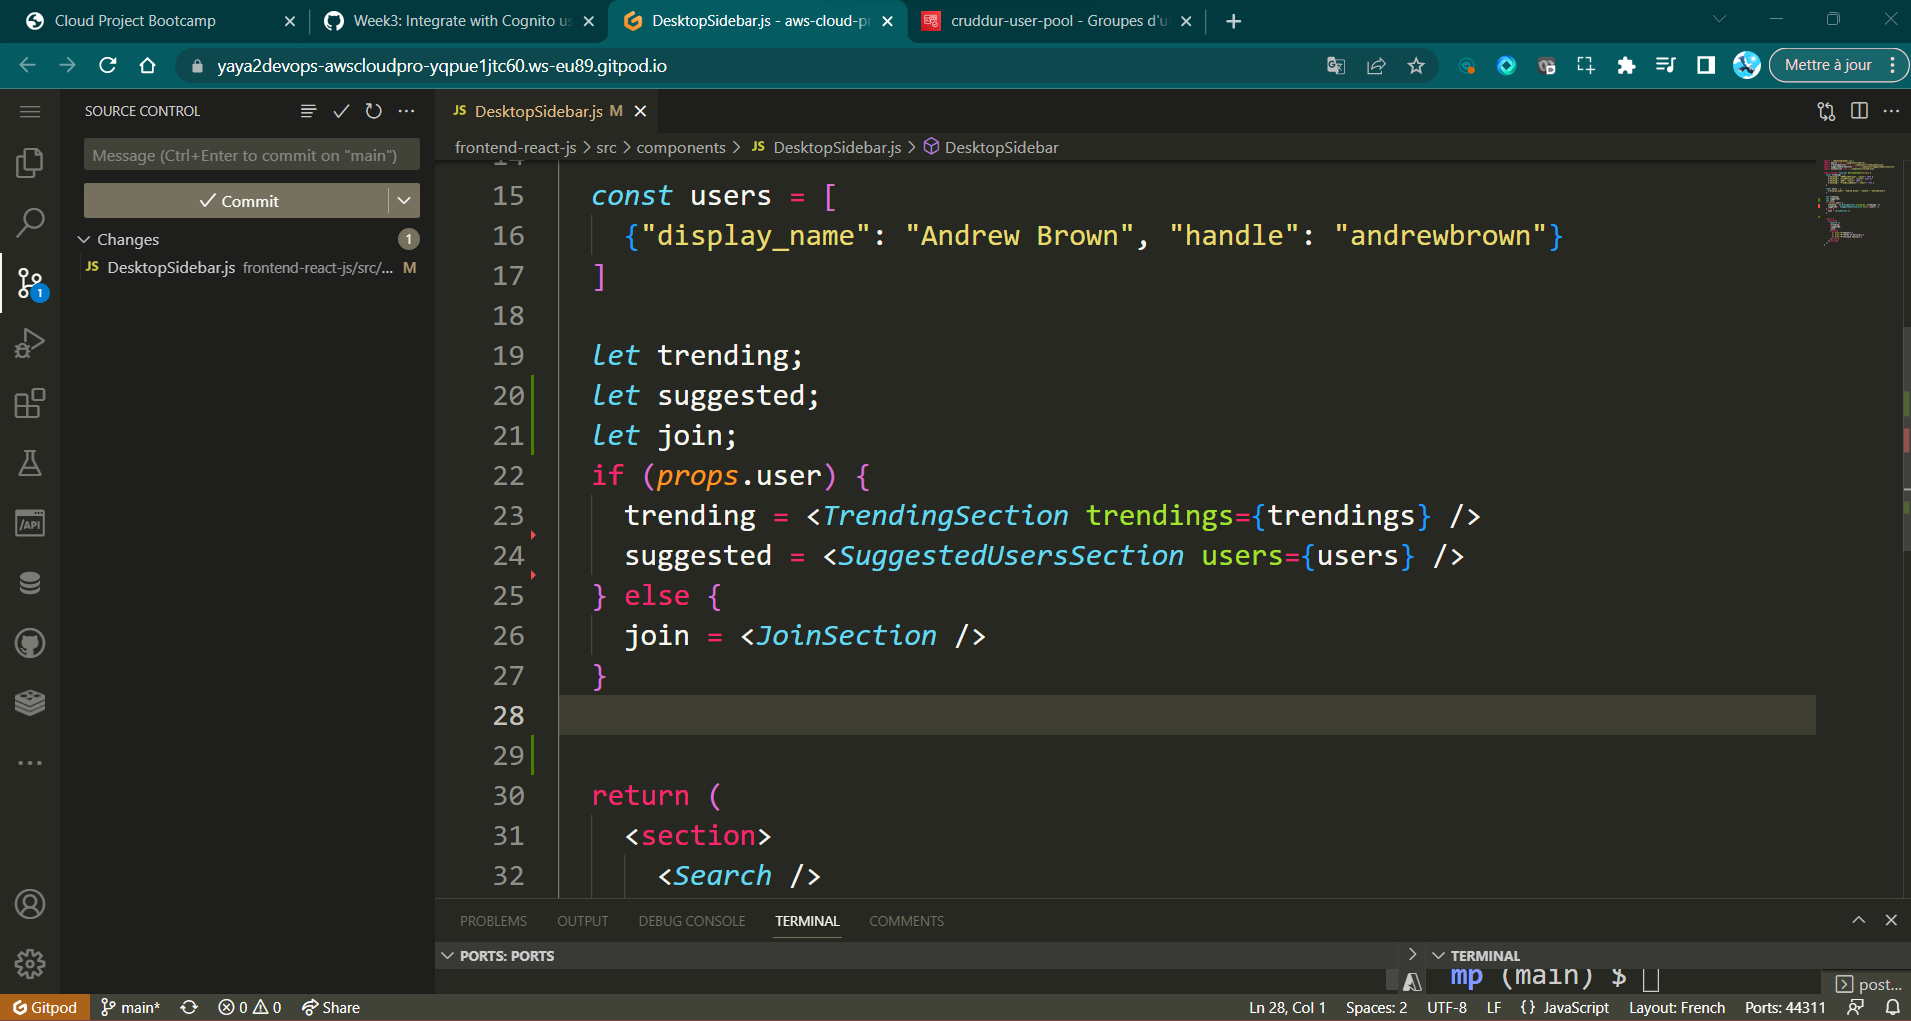 Cloud Project Bootcamp
Week3: Integrate with Cognito us
DesktopSidebar.js - aws-cloud-pr
cruddur-user-pool - Groupes d'u
yaya2devops-awscloudpro-yqpue1jtc60.ws-eu89.gitpod.io
Mettre à jour
SOURCE CONTROL
Message (Ctrl+Enter to commit on "main")
Commit
Changes
1
JS DesktopSidebar.js frontend-react-js/src/... M
1
/API
JS DesktopSidebar.js M
frontend-react-js > src > components > JS DesktopSidebar.js > DesktopSidebar
14
15 const users = [
16 {"display_name": "Andrew Brown", "handle": "andrewbrown"}
17 ]
18
19 let trending;
20 let suggested;
21 let join;
22 if (props.user) {
23 trending = <TrendingSection trendings={trendings} />
24 suggested = <SuggestedUsersSection users={users} />
25 } else {
26 join = <JoinSection />
27 }
28
29
30 return (
31 <section>
32 <Search />
PROBLEMS OUTPUT DEBUG CONSOLE TERMINAL COMMENTS
PORTS: PORTS
TERMINAL
mp (main) $
post...
Gitpod main* 0 0 Share
Ln 28, Col 1 Spaces: 2 UTF-8 LF {} JavaScript Layout: French Ports: 44311